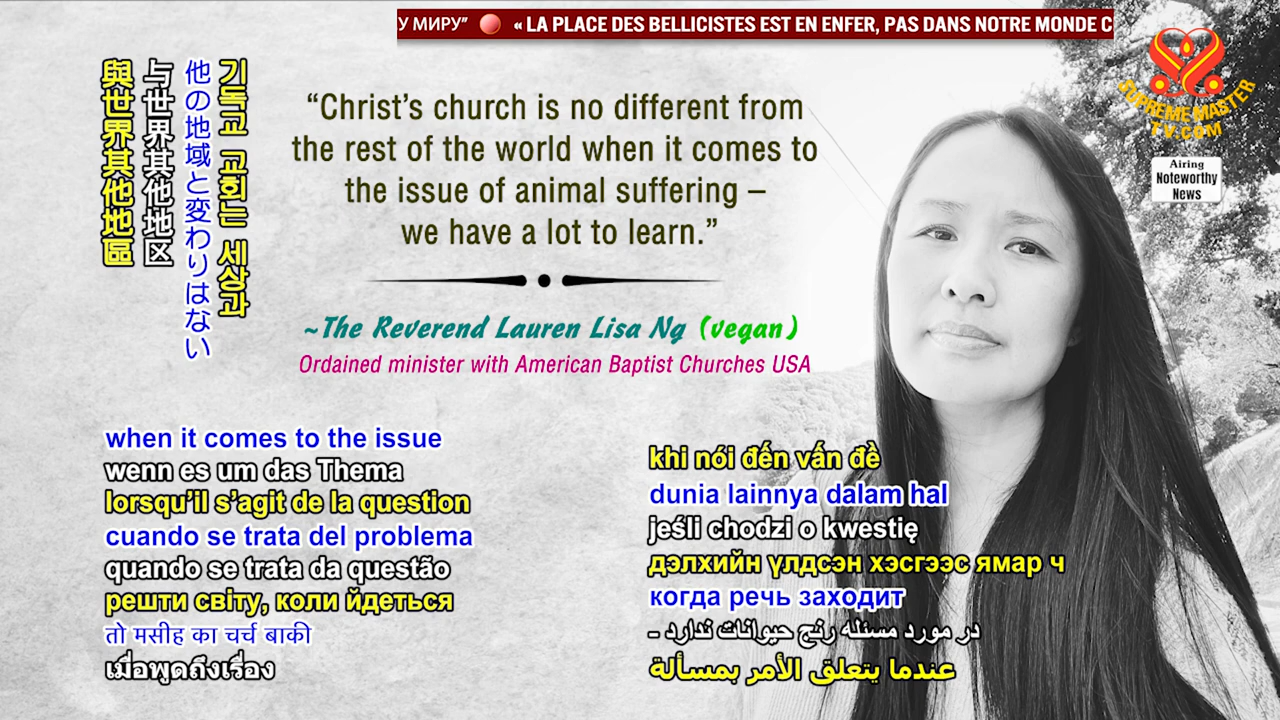 У МИРУ” « LA PLACE DES BELLICISTES EST EN ENFER, PAS DANS NOTRE MONDE C
SUPREME MASTER
TV.COM
Airing
Noteworthy
News
與世界其他地區
与世界其他地区
他の地域と変わりはない
기독교 교회는 세상과
“Christ’s church is no different from
the rest of the world when it comes to
the issue of animal suffering –
we have a lot to learn.”
~The Reverend Lauren Lisa Ng (vegan)
Ordained minister with American Baptist Churches USA
when it comes to the issue
wenn es um das Thema
lorsqu’il s’agit de la question
cuando se trata del problema
quando se trata da questão
решти світу, коли йдеться
तो मसीह का चर्च बाकी
เมื่อพูดถึงเรื่อง
khi nói đến vấn đề
dunia lainnya dalam hal
jeśli chodzi o kwestię
дэлхийн үлдсэн хэсгээс ямар ч
когда речь заходит
در مورد مسئله رنج حیوانات ندارد –
عندما يتعلق الأمر بمسألة